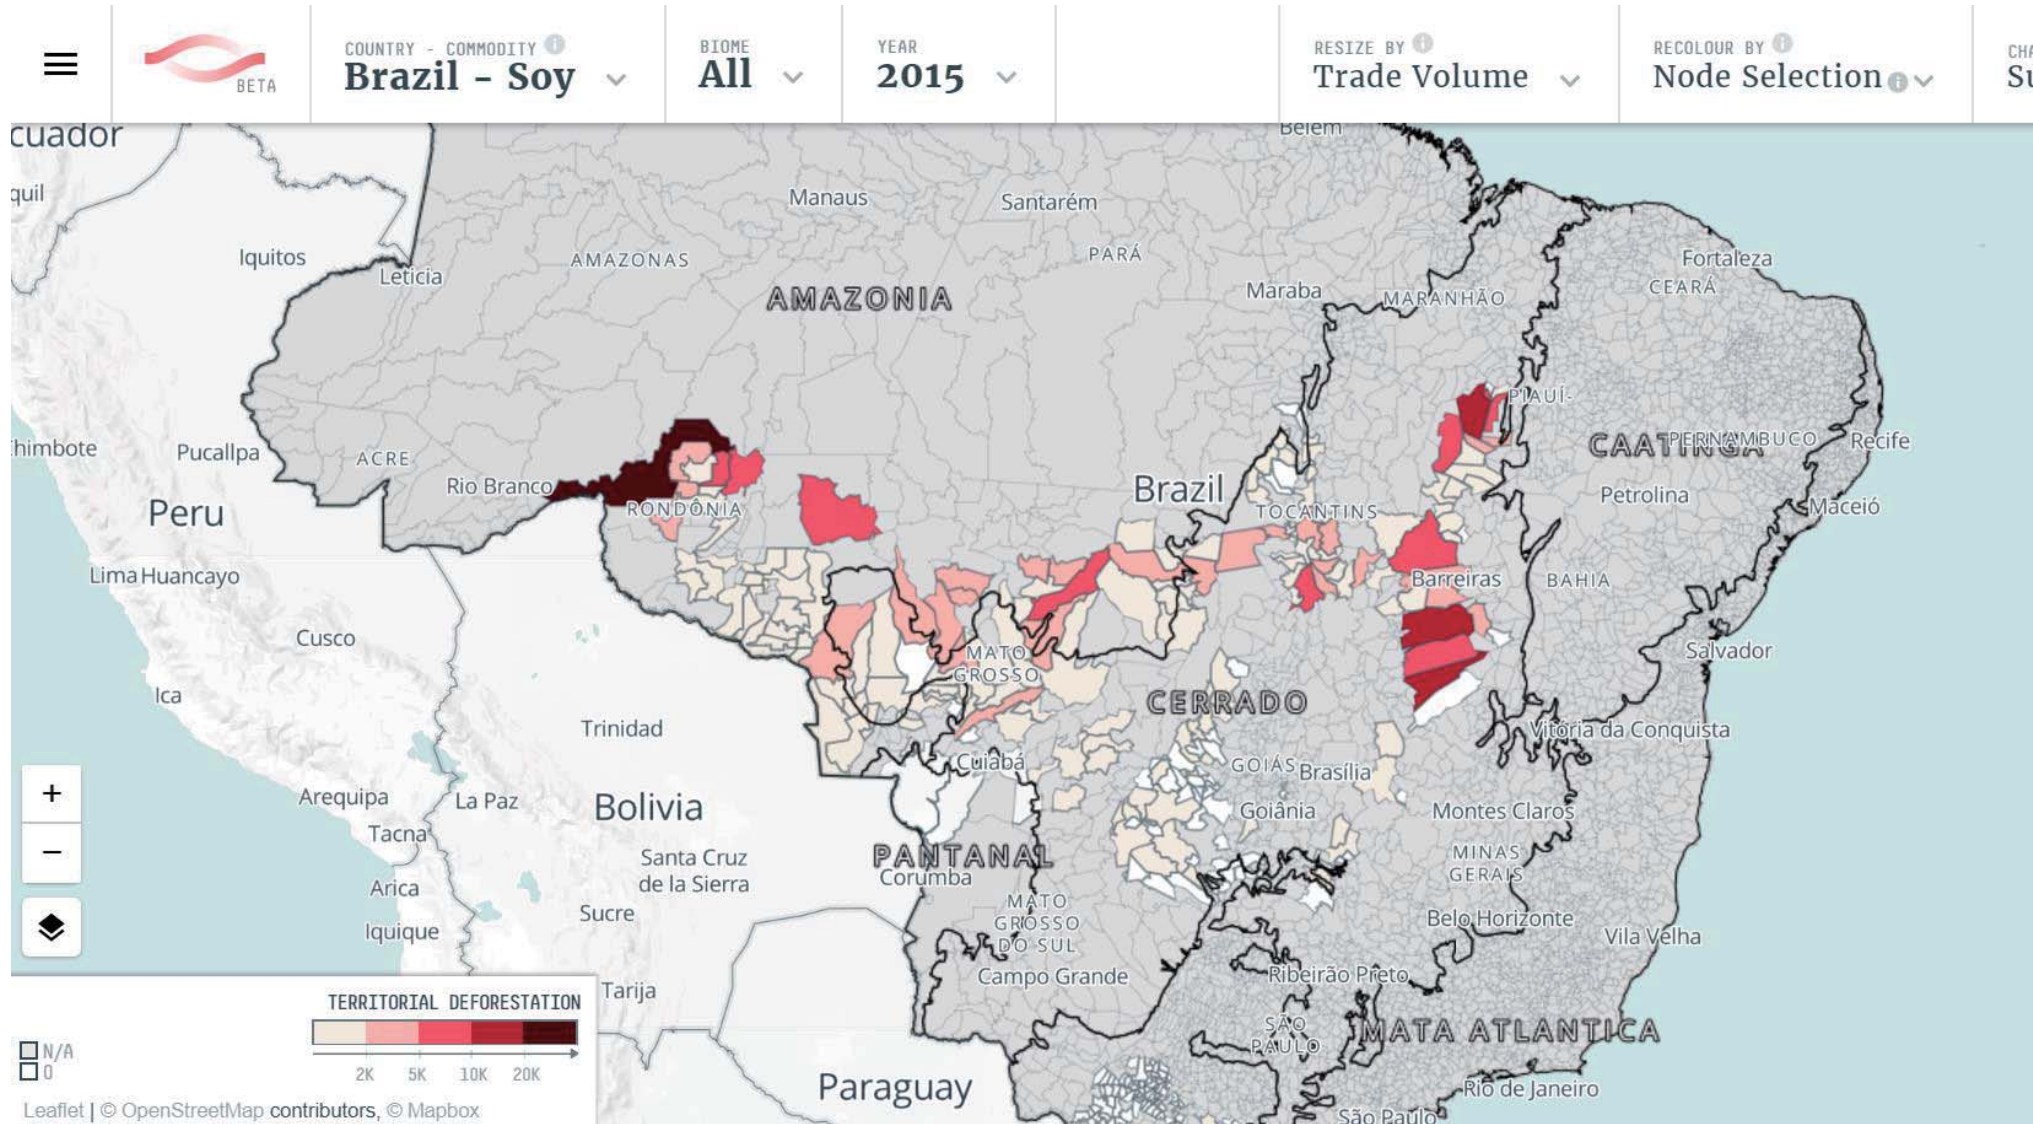 COUNTRY - COMMODITY
Brazil - Soy
BIOME
All
YEAR
2015
RESIZE BY
Trade Volume
RECOLOUR BY
Node Selection
BETA
cuador
Belém
quil
Manaus
Santarém
Iquitos
Leticia
AMAZONAS
PARÁ
Fortaleza
CEARÁ
AMAZONIA
Maraba
MARANHÃO
PIAUÍ
himbote
Pucallpa
ACRE
Rio Branco
CAATINGA
PERNAMBUCO
Recife
Peru
RONDÔNIA
Brazil
TOCANTINS
Petrolina
Maceió
Lima
Huancayo
Barreiras
BAHIA
Cusco
MATO
GROSSO
Salvador
Ica
CERRADO
Trinidad
Vitória da Conquista
Cuiabá
GOIÁS
Brasília
+
Arequipa
La Paz
Bolivia
Goiânia
Montes Claros
Tacna
−
Santa Cruz
de la Sierra
PANTANAL
Corumba
MINAS
GERAIS
Arica
MATO
GROSSO
DO SUL
Sucre
Belo Horizonte
Iquique
Vila Velha
Campo Grande
Ribeirão Preto
Tarija
TERRITORIAL DEFORESTATION
SÃO
PAULO
MATA ATLANTICA
N/A
0
2K 5K 10K 20K
Paraguay
Rio de Janeiro
Leaflet | © OpenStreetMap contributors, © Mapbox
São Paulo